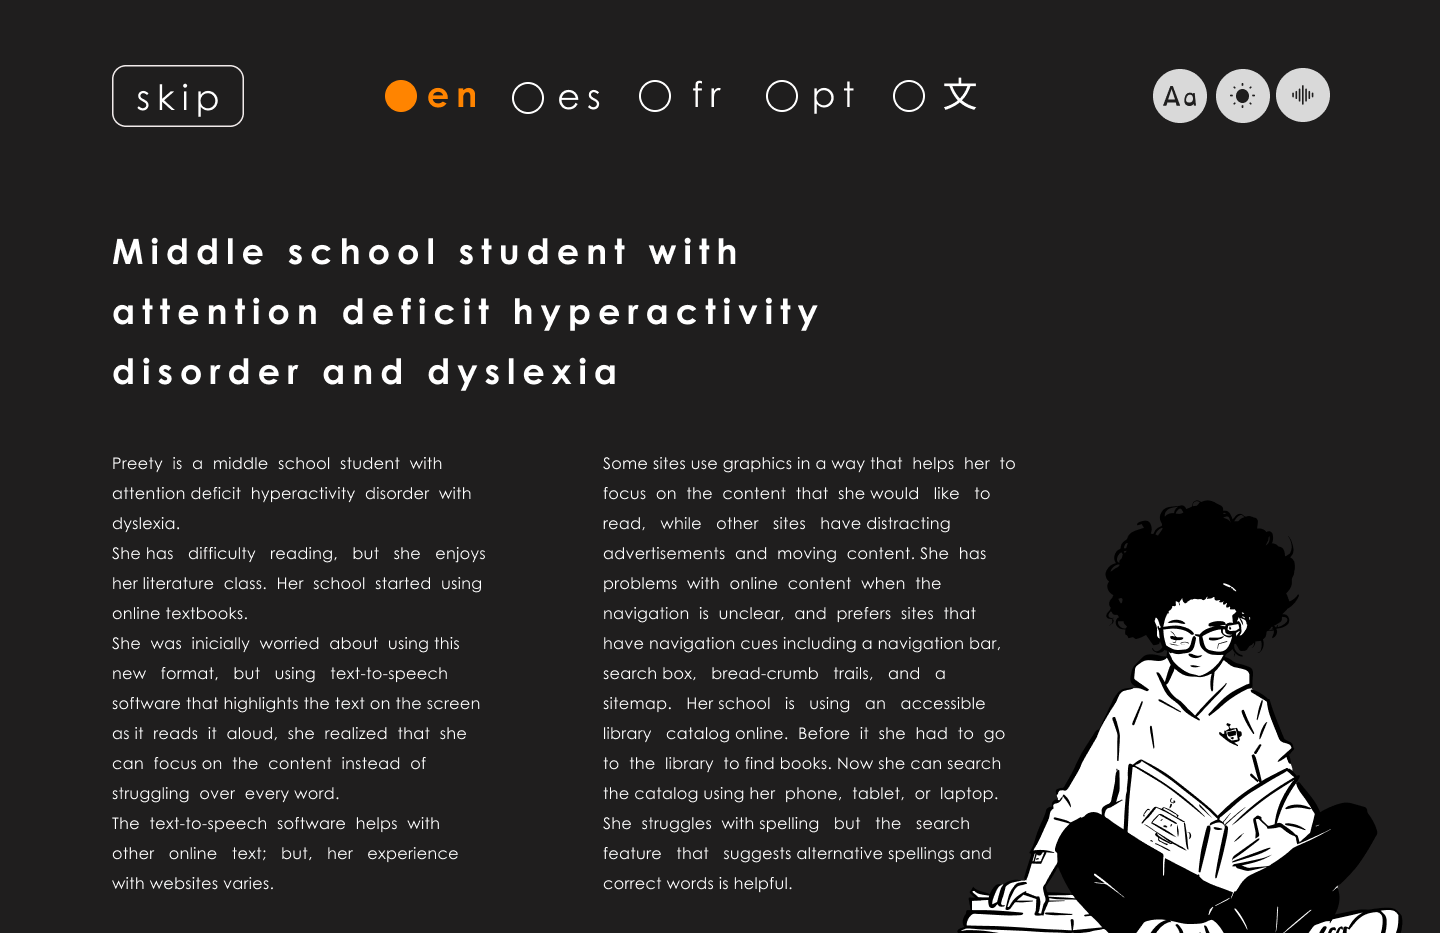 skip
en
es
fr
pt
文
Aa
Middle school student with
attention deficit hyperactivity
disorder and dyslexia
Preety is a middle school student with
attention deficit hyperactivity disorder with
dyslexia.
She has difficulty reading, but she enjoys
her literature class. Her school started using
online textbooks.
She was inicially worried about using this
new format, but using text-to-speech
software that highlights the text on the screen
as it reads it aloud, she realized that she
can focus on the content instead of
struggling over every word.
The text-to-speech software helps with
other online text; but, her experience
with websites varies.
Some sites use graphics in a way that helps her to
focus on the content that she would like to
read, while other sites have distracting
advertisements and moving content. She has
problems with online content when the
navigation is unclear, and prefers sites that
have navigation cues including a navigation bar,
search box, bread-crumb trails, and a
sitemap. Her school is using an accessible
library catalog online. Before it she had to go
to the library to find books. Now she can search
the catalog using her phone, tablet, or laptop.
She struggles with spelling but the search
feature that suggests alternative spellings and
correct words is helpful.